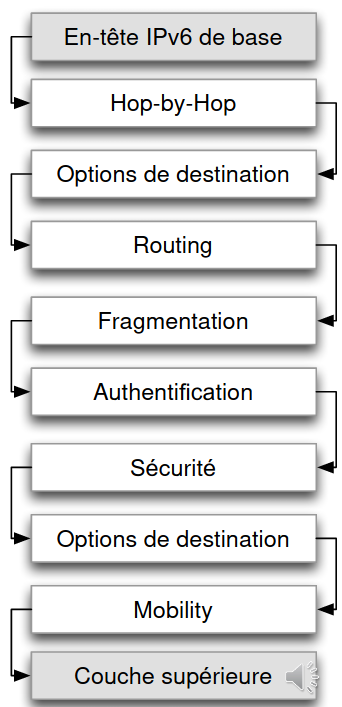 En-tête IPv6 de base
Hop-by-Hop
Options de destination
Routing
Fragmentation
Authentification
Sécurité
Options de destination
Mobility
Couche supérieure